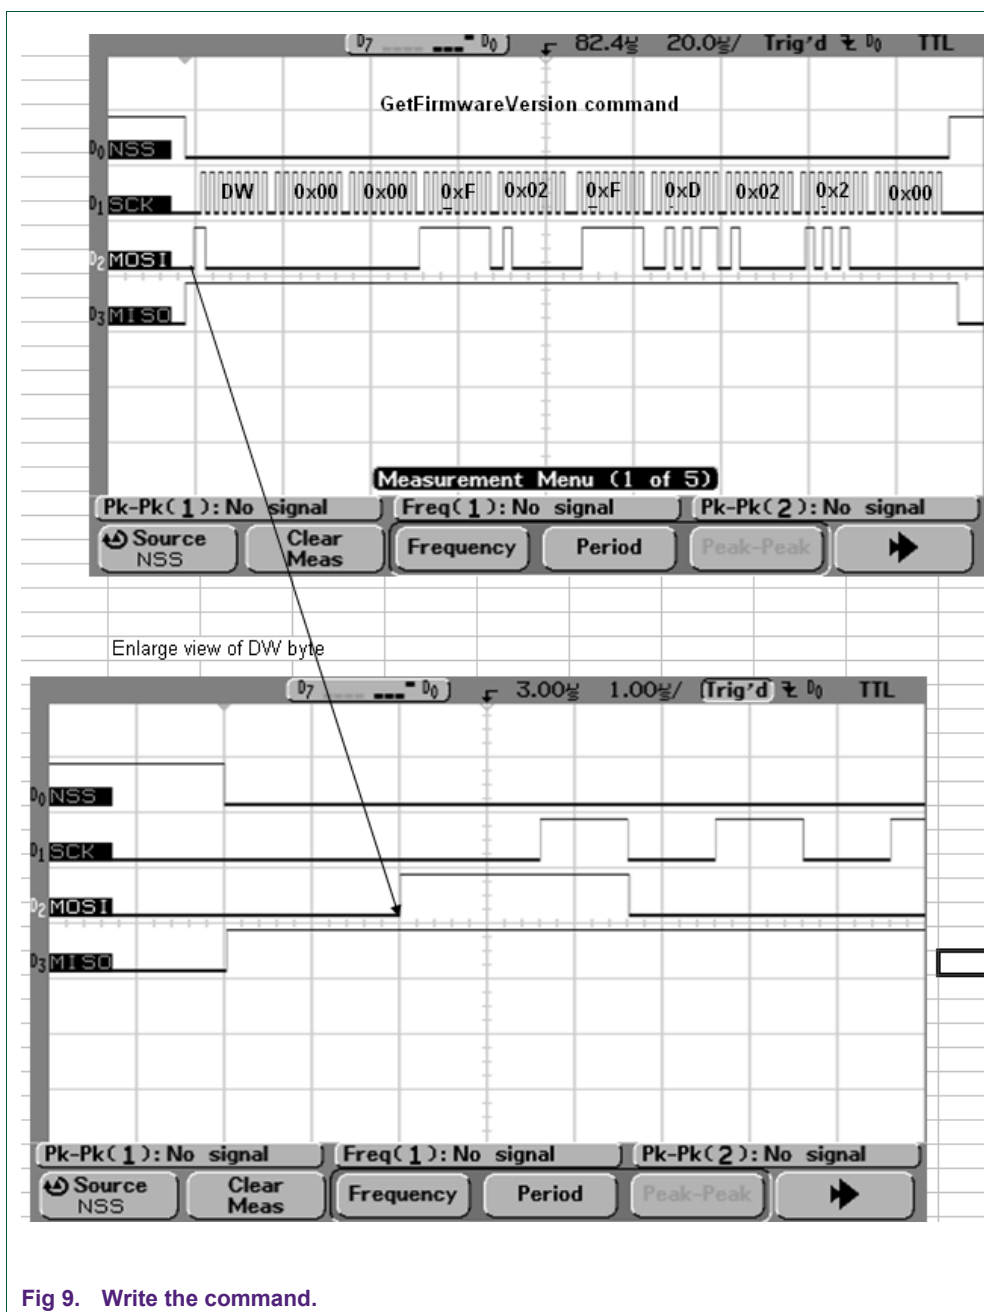 D7 D0 82.4us 20.0us/ Trig'd D0 TTL
GetFirmwareVersion command
D0 NSS
DW 0x00 0x00 0xF 0x02 0xF 0xD 0x02 0x2 0x00
D1 SCK
D2 MOSI
D3 MISO
Measurement Menu (1 of 5)
Pk-Pk(1): No signal Freq(1): No signal Pk-Pk(2): No signal
Source NSS Clear Meas Frequency Period Peak-Peak
Enlarge view of DW byte
D7 D0 3.00us 1.00us/ Trig'd D0 TTL
D0 NSS
D1 SCK
D2 MOSI
D3 MISO
Pk-Pk(1): No signal Freq(1): No signal Pk-Pk(2): No signal
Source NSS Clear Meas Frequency Period Peak-Peak
Fig 9. Write the command.